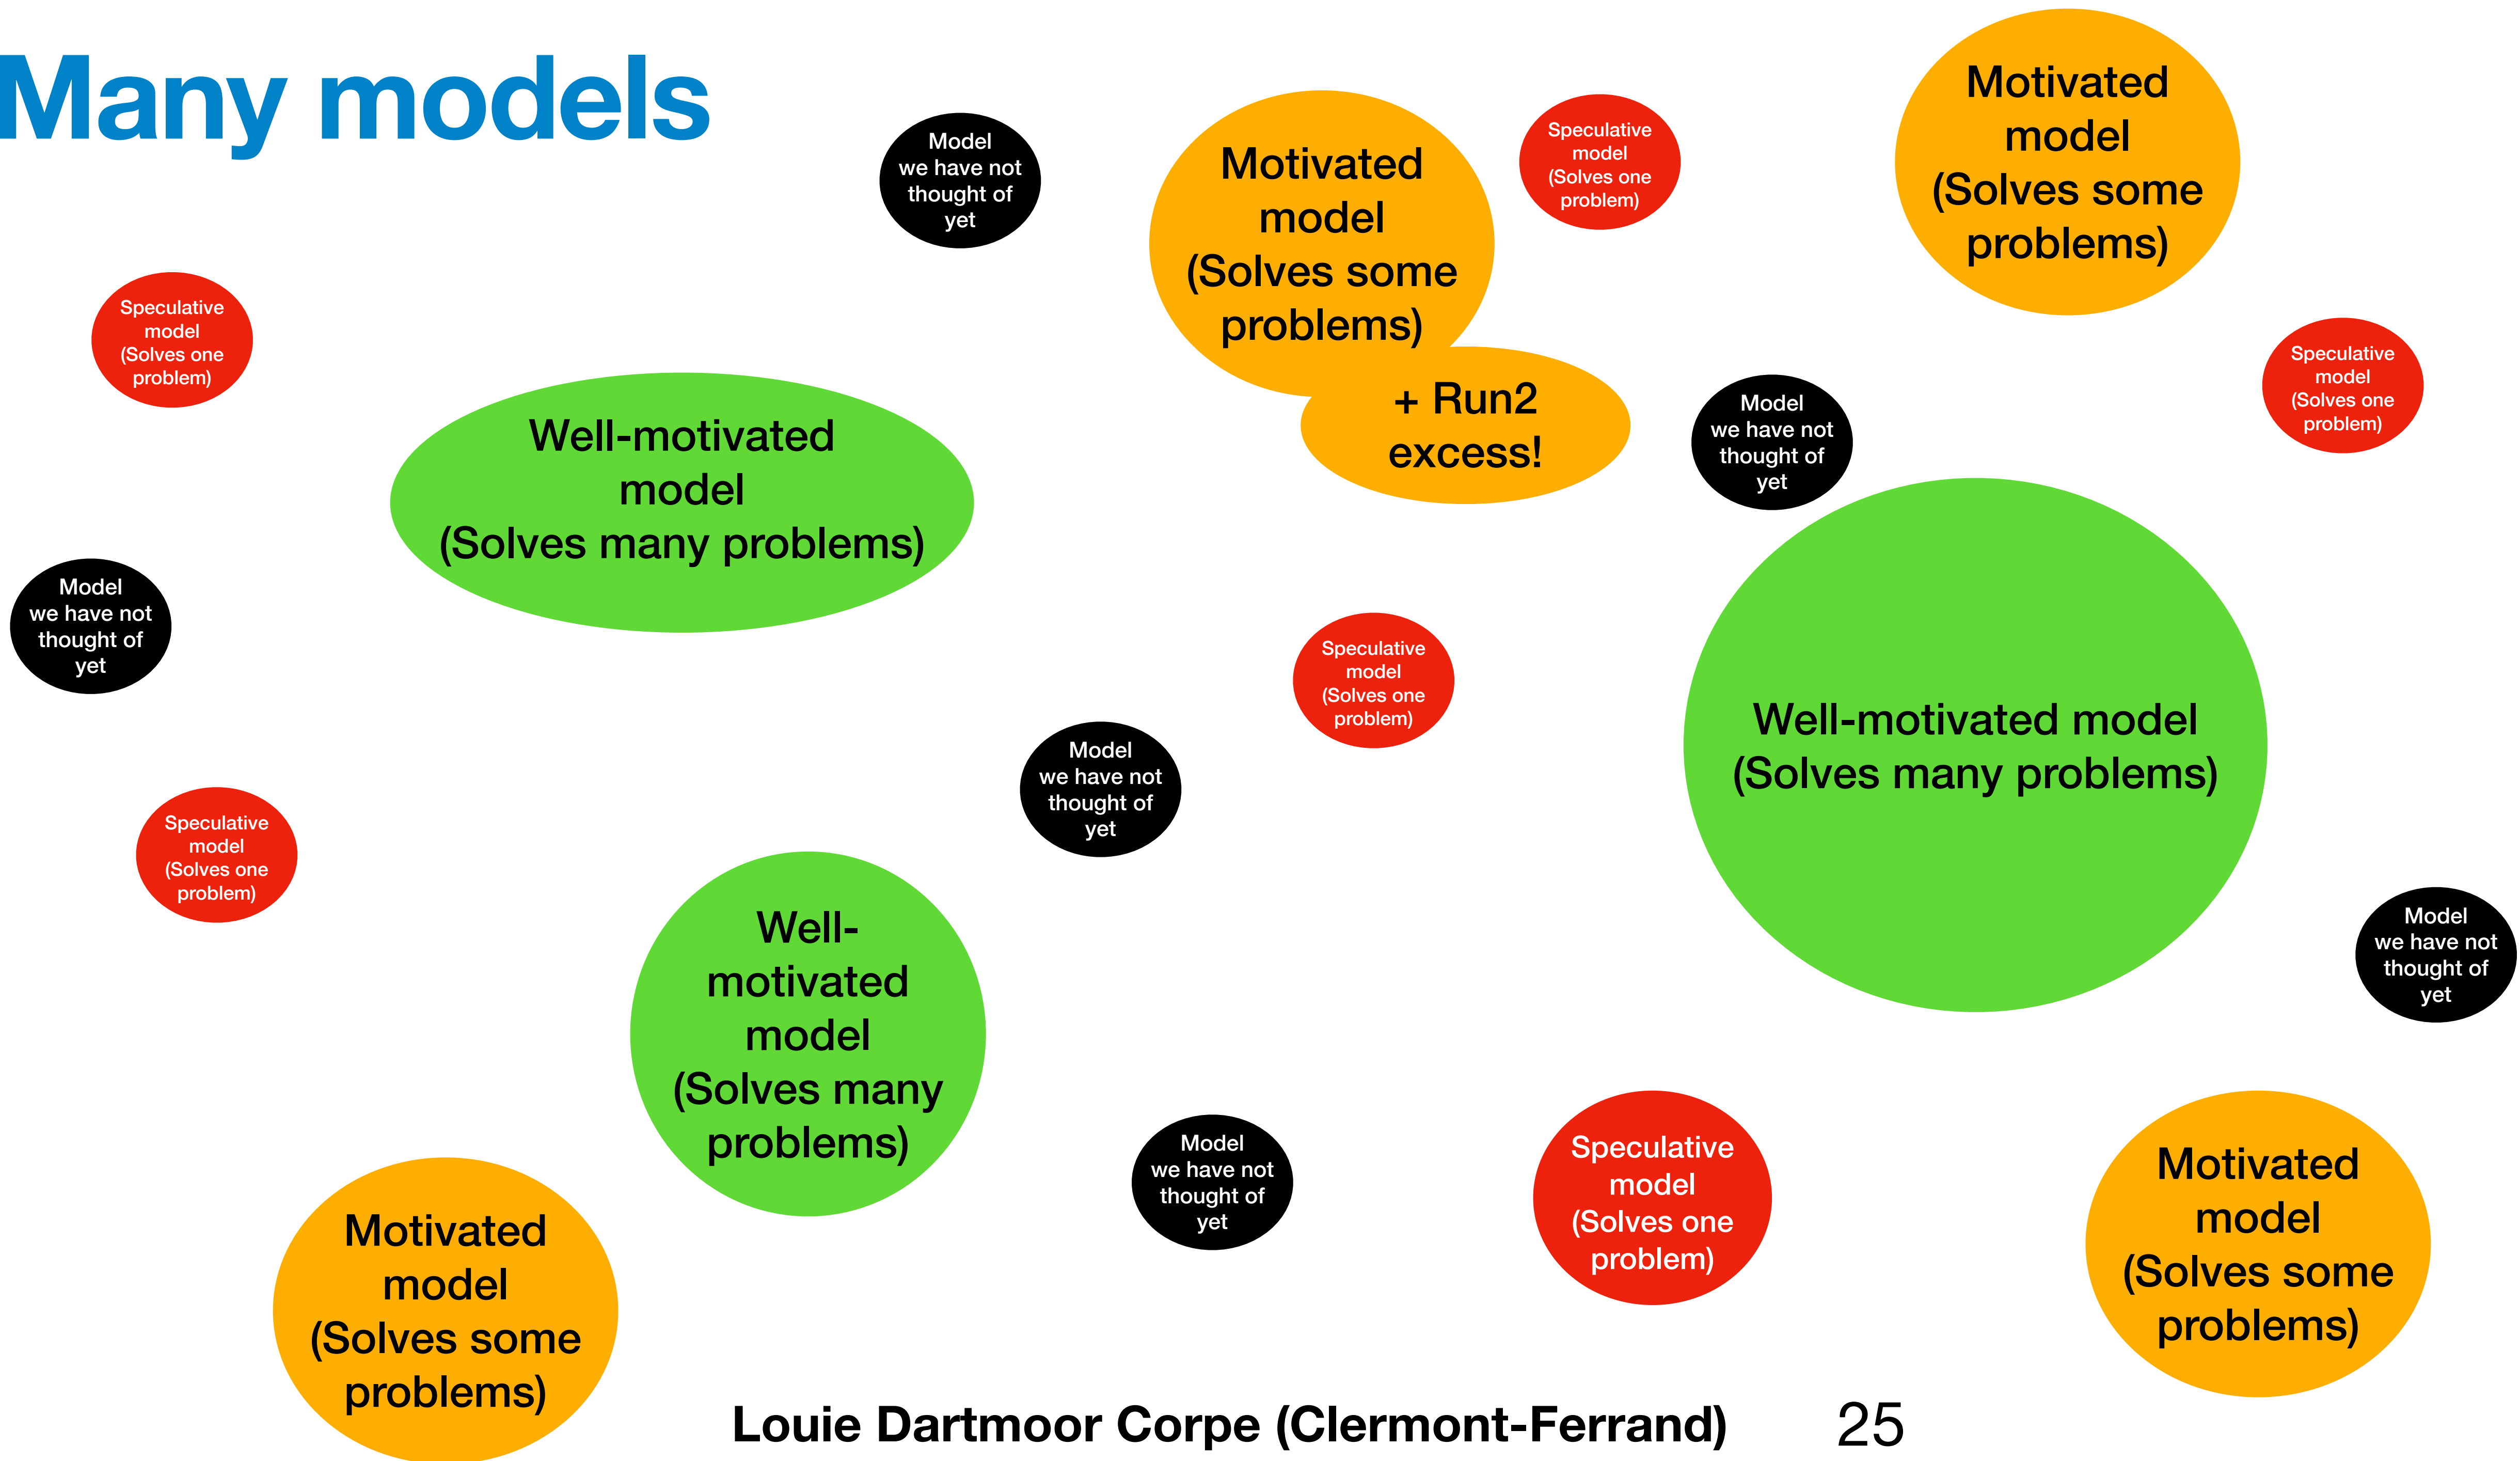 Many models
Model
we have not
thought of
yet
Motivated
model
(Solves some
problems)
Speculative
model
(Solves one
problem)
Motivated
model
(Solves some
problems)
Speculative
model
(Solves one
problem)
+ Run2
excess!
Model
we have not
thought of
yet
Speculative
model
(Solves one
problem)
Well-motivated
model
(Solves many problems)
Model
we have not
thought of
yet
Speculative
model
(Solves one
problem)
Well-motivated model
(Solves many problems)
Model
we have not
thought of
yet
Speculative
model
(Solves one
problem)
Well-
motivated
model
(Solves many
problems)
Model
we have not
thought of
yet
Motivated
model
(Solves some
problems)
Model
we have not
thought of
yet
Speculative
model
(Solves one
problem)
Motivated
model
(Solves some
problems)
Louie Dartmoor Corpe (Clermont-Ferrand) 25